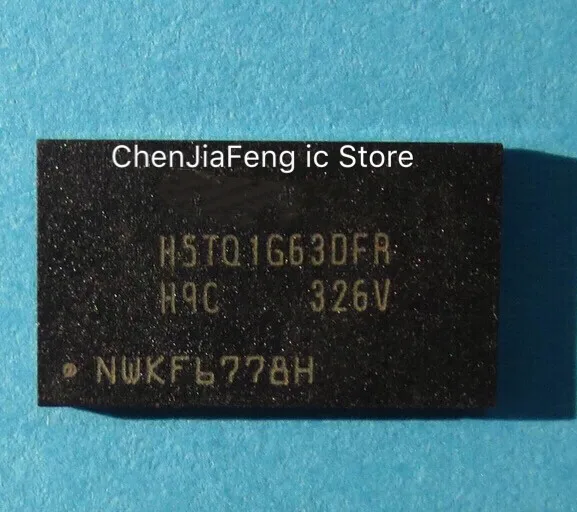 ChenJiaFeng ic Store
H5TQ1G63DFR
H9C 326V
NWKF6778H